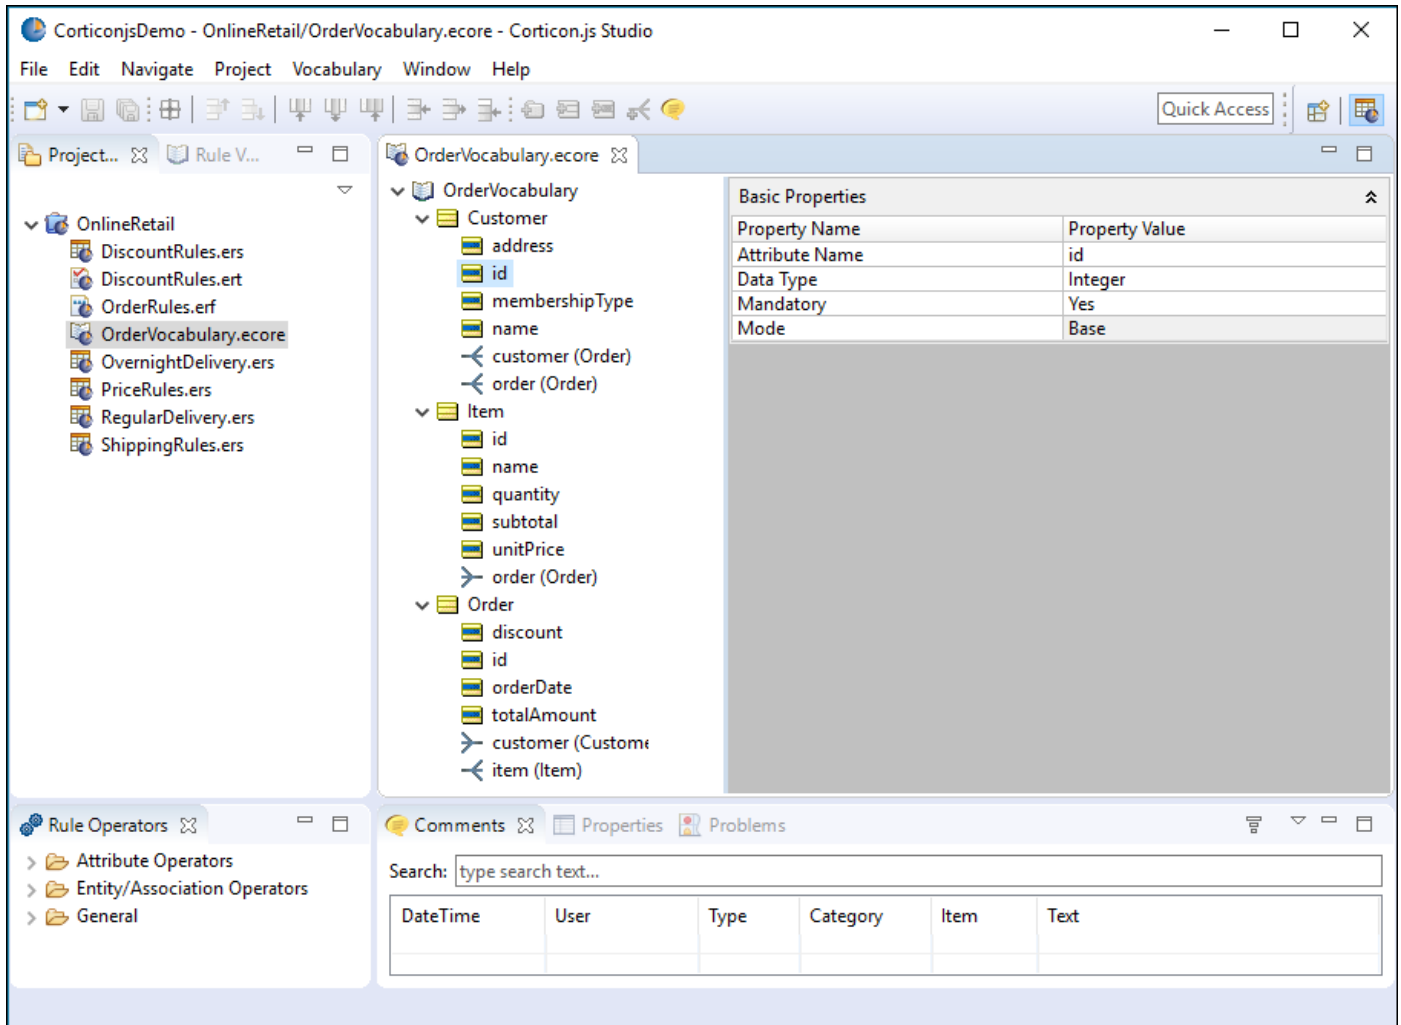 CorticonjsDemo - OnlineRetail/OrderVocabulary.ecore - Corticon.js Studio
File Edit Navigate Project Vocabulary Window Help
Quick Access
Project... Rule V...
OnlineRetail
DiscountRules.ers
DiscountRules.ert
OrderRules.erf
OrderVocabulary.ecore
OvernightDelivery.ers
PriceRules.ers
RegularDelivery.ers
ShippingRules.ers
OrderVocabulary.ecore
OrderVocabulary
Customer
address
id
membershipType
name
customer (Order)
order (Order)
Item
id
name
quantity
subtotal
unitPrice
order (Order)
Order
discount
id
orderDate
totalAmount
customer (Custome
item (Item)
Basic Properties
Property Name Property Value
Attribute Name id
Data Type Integer
Mandatory Yes
Mode Base
Rule Operators
Attribute Operators
Entity/Association Operators
General
Comments Properties Problems
Search: type search text...
DateTime User Type Category Item Text